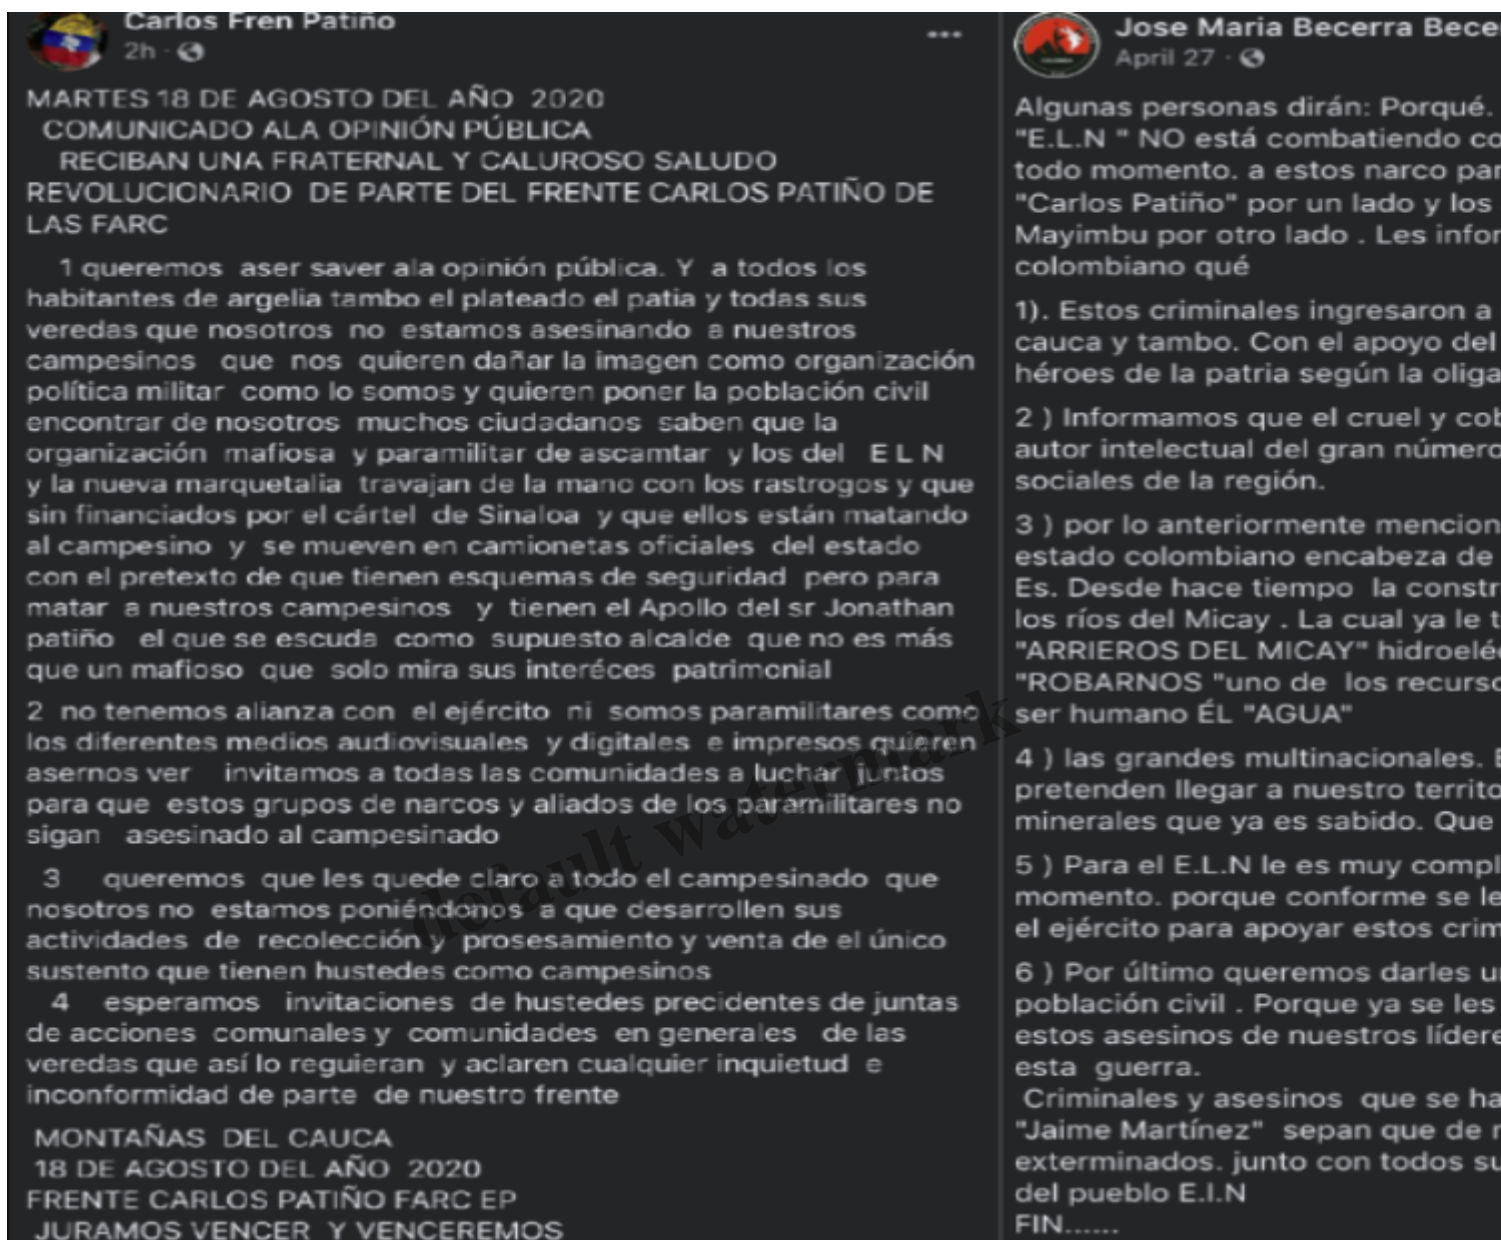 Carlos Fren Patiño
2h
MARTES 18 DE AGOSTO DEL AÑO 2020
COMUNICADO ALA OPINIÓN PÚBLICA
RECIBAN UNA FRATERNAL Y CALUROSO SALUDO
REVOLUCIONARIO DE PARTE DEL FRENTE CARLOS PATIÑO DE
LAS FARC
1 queremos aser saver ala opinión pública. Y a todos los
habitantes de argelia tambo el plateado el patia y todas sus
veredas que nosotros no estamos asesinando a nuestros
campesinos que nos quieren dañar la imagen como organización
política militar como lo somos y quieren poner la población civil
encontrar de nosotros muchos ciudadanos saben que la
organización mafiosa y paramilitar de ascamtar y los del E L N
y la nueva marquetalia travajan de la mano con los rastrogos y que
sin financiados por el cártel de Sinaloa y que ellos están matando
al campesino y se mueven en camionetas oficiales del estado
con el pretexto de que tienen esquemas de seguridad pero para
matar a nuestros campesinos y tienen el Apollo del sr Jonathan
patiño el que se escuda como supuesto alcalde que no es más
que un mafioso que solo mira sus interéces patrimonial
2 no tenemos alianza con el ejército ni somos paramilitares como
los diferentes medios audiovisuales y digitales e impresos quieren
asernos ver invitamos a todas las comunidades a luchar juntos
para que estos grupos de narcos y aliados de los paramilitares no
sigan asesinado al campesinado
3 queremos que les quede claro a todo el campesinado que
nosotros no estamos poniéndonos a que desarrollen sus
actividades de recolección y prosesamiento y venta de el único
sustento que tienen hustedes como campesinos
4 esperamos invitaciones de hustedes precidentes de juntas
de acciones comunales y comunidades en generales de las
veredas que así lo reguieran y aclaren cualquier inquietud e
inconformidad de parte de nuestro frente
MONTAÑAS DEL CAUCA
18 DE AGOSTO DEL AÑO 2020
FRENTE CARLOS PATIÑO FARC EP
JURAMOS VENCER Y VENCEREMOS
Jose Maria Becerra
April 27
Algunas personas dirán: Porqué.
"E.L.N " NO está combatiendo
todo momento. a estos narco
"Carlos Patiño" por un lado y los
Mayimbu por otro lado . Les
colombiano qué
1). Estos criminales ingresaron a
cauca y tambo. Con el apoyo del
héroes de la patria según la
2 ) Informamos que el cruel y
autor intelectual del gran número
sociales de la región.
3 ) por lo anteriormente
estado colombiano encabeza de
Es. Desde hace tiempo la
los ríos del Micay . La cual ya le
"ARRIEROS DEL MICAY"
"ROBARNOS "uno de los
ser humano ÉL "AGUA"
4 ) las grandes multinacionales.
pretenden llegar a nuestro
minerales que ya es sabido. Que
5 ) Para el E.L.N le es muy
momento. porque conforme se
el ejército para apoyar estos
6 ) Por último queremos darles
población civil . Porque ya se les
estos asesinos de nuestros
esta guerra.
Criminales y asesinos que se
"Jaime Martínez" sepan que de
exterminados. junto con todos
del pueblo E.I.N
FIN......
default watermark